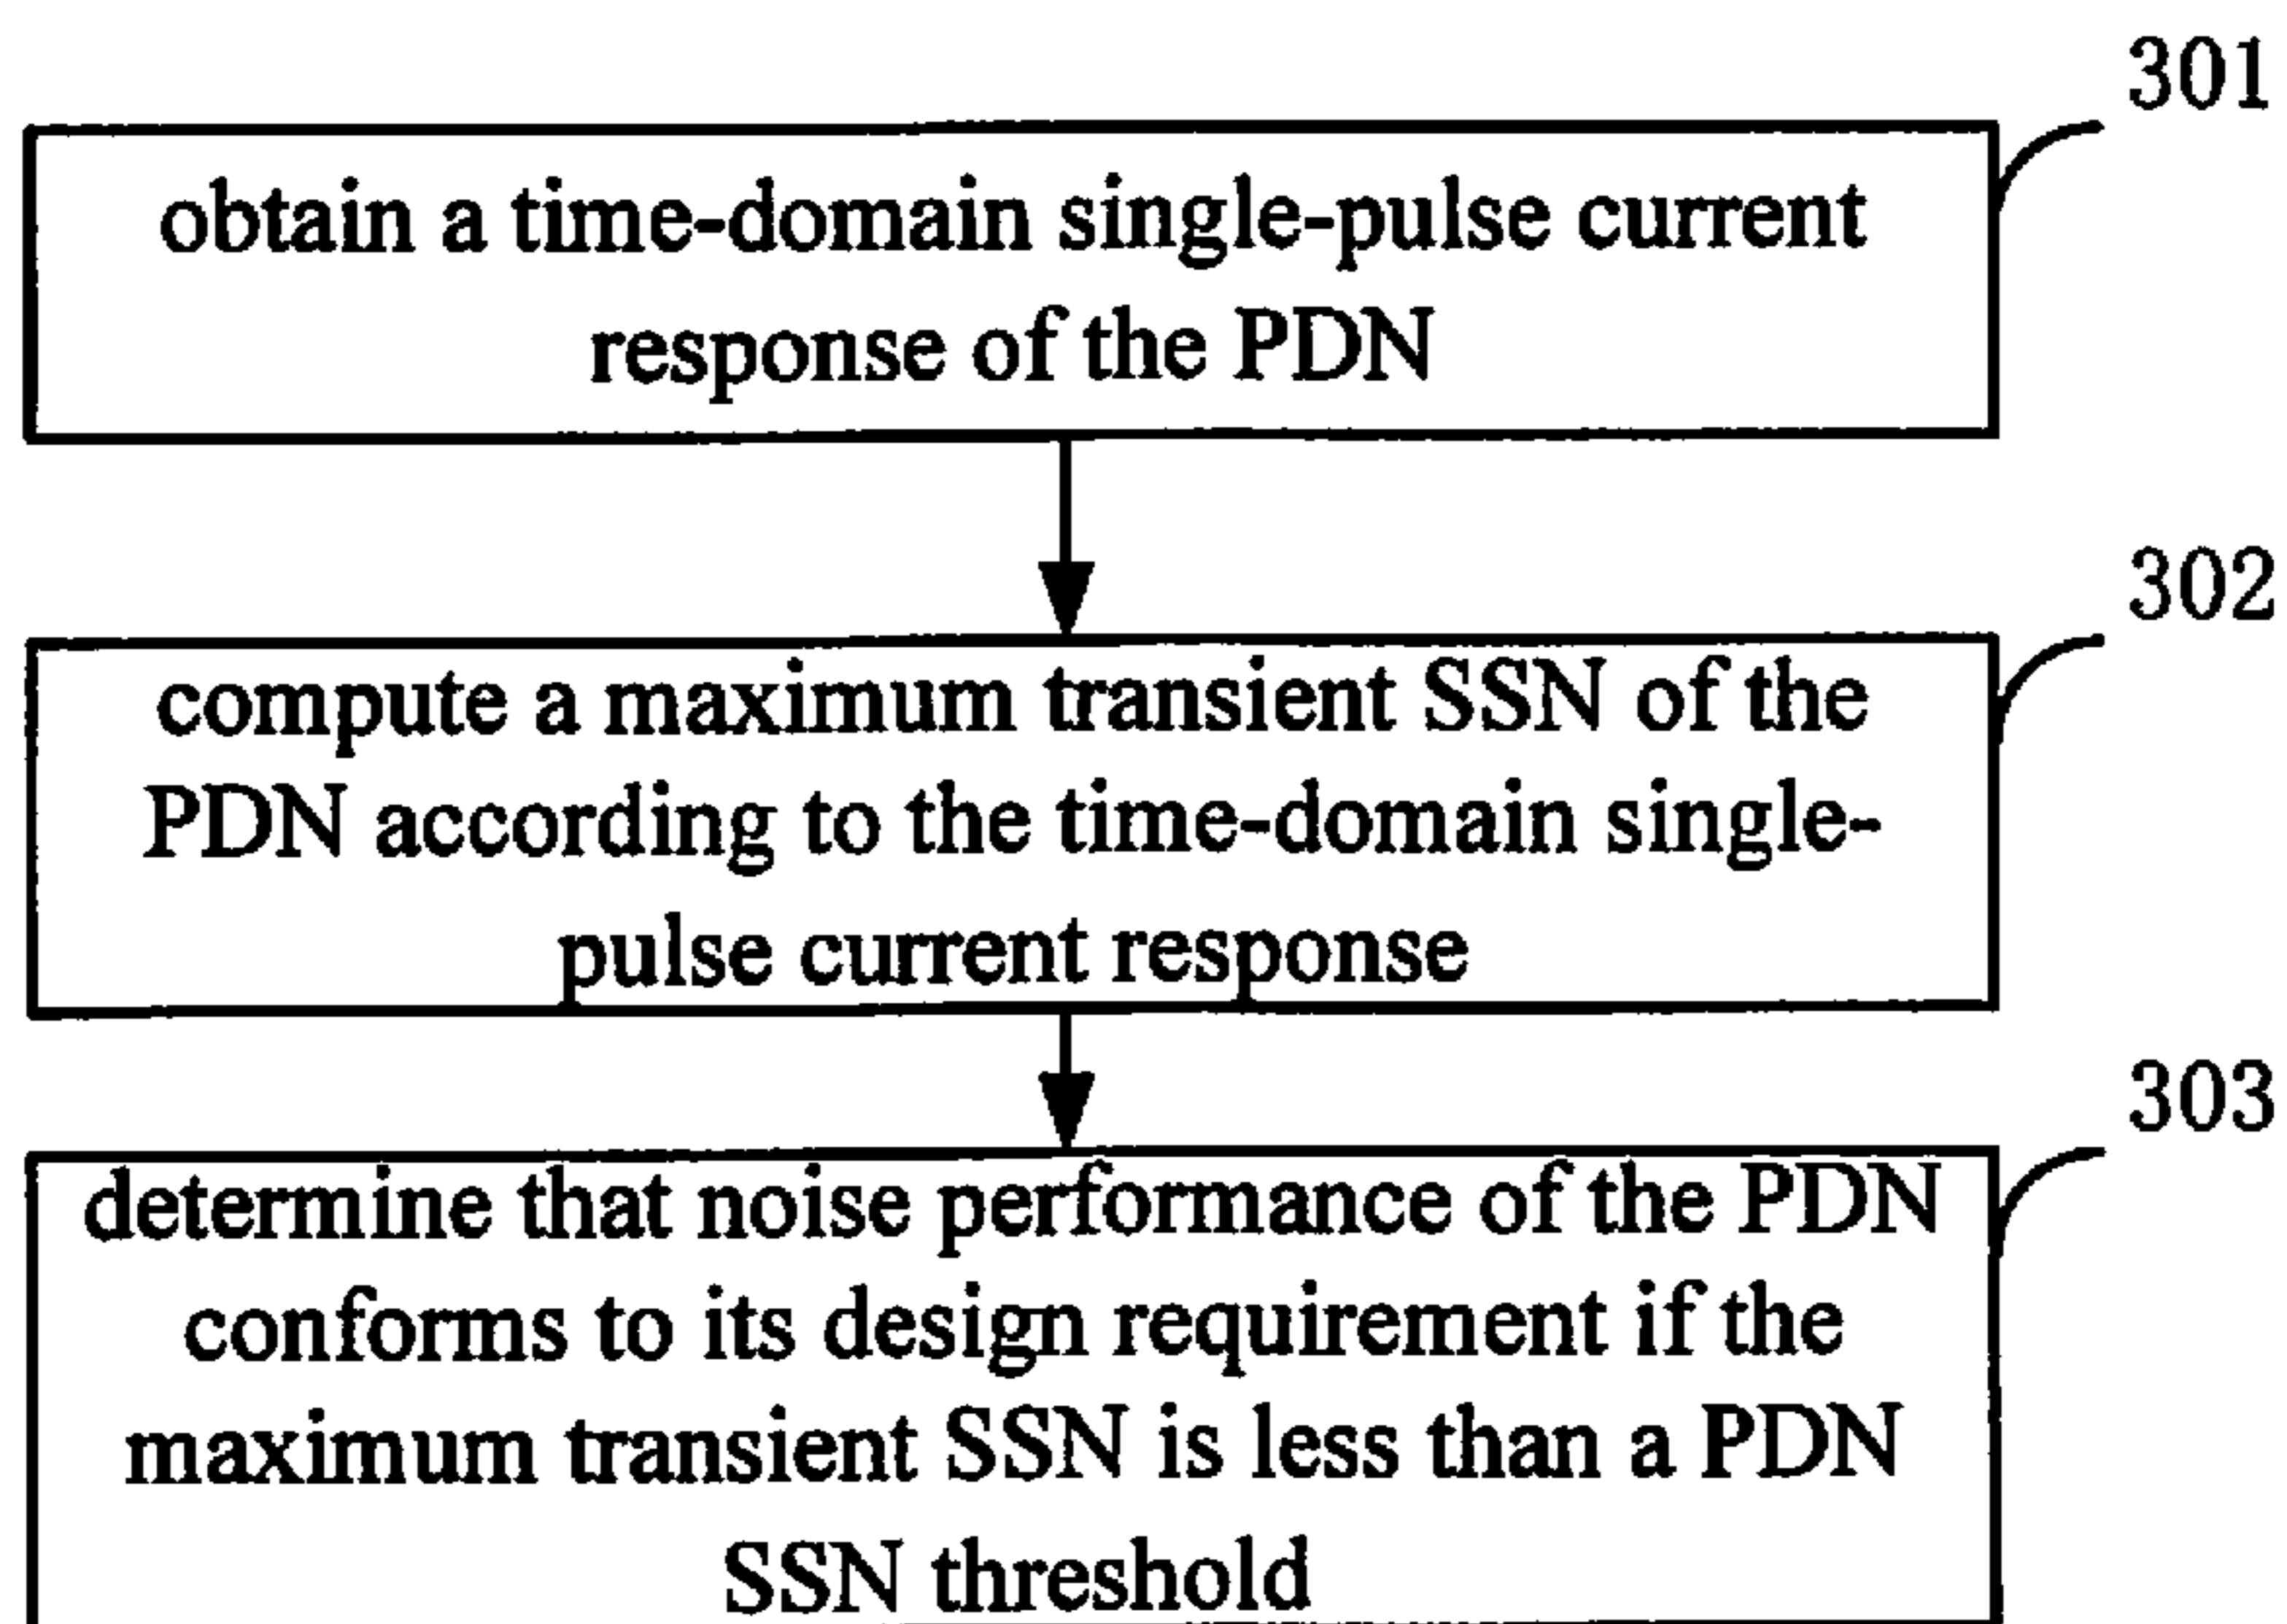 301
obtain a time-domain single-pulse current
response of the PDN
302
compute a maximum transient SSN of the
PDN according to the time-domain single-
pulse current response
303
determine that noise performance of the PDN
conforms to its design requirement if the
maximum transient SSN is less than a PDN
SSN threshold